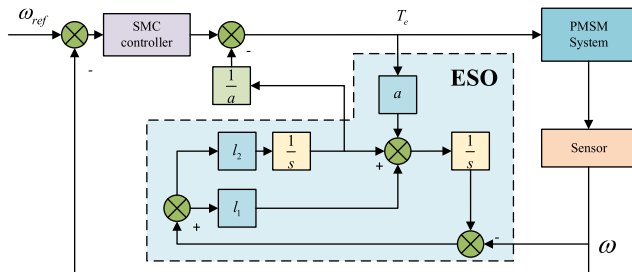 ω_ref
SMC
controller
T_e
PMSM
System
-
-
1
a
a
ESO
l_2
1
s
+
1
s
Sensor
+
l_1
-
ω